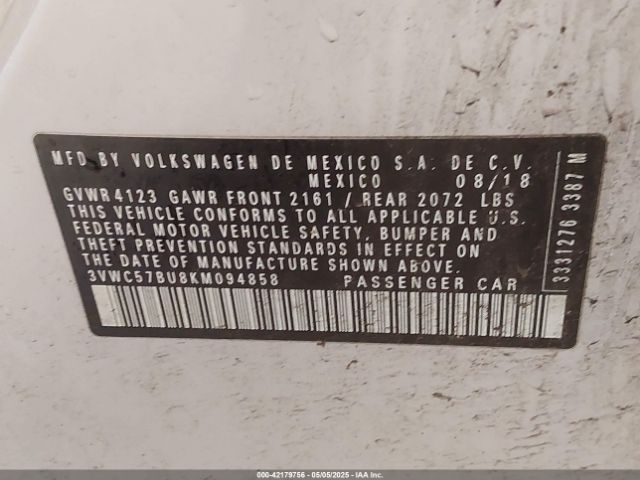 MFD BY VOLKSWAGEN DE MEXICO S.A. DE C.V.
MEXICO 08/18
GVWR 4123 GAWR FRONT 2161 / REAR 2072 LBS
THIS VEHICLE CONFORMS TO ALL APPLICABLE U.S.
FEDERAL MOTOR VEHICLE SAFETY, BUMPER AND
THEFT PREVENTION STANDARDS IN EFFECT ON
THE DATE OF MANUFACTURE SHOWN ABOVE.
3VWC57BU8KM094858 PASSENGER CAR
333I1276 3387 M
000-42179756 - 05/05/2025 - IAA Inc.